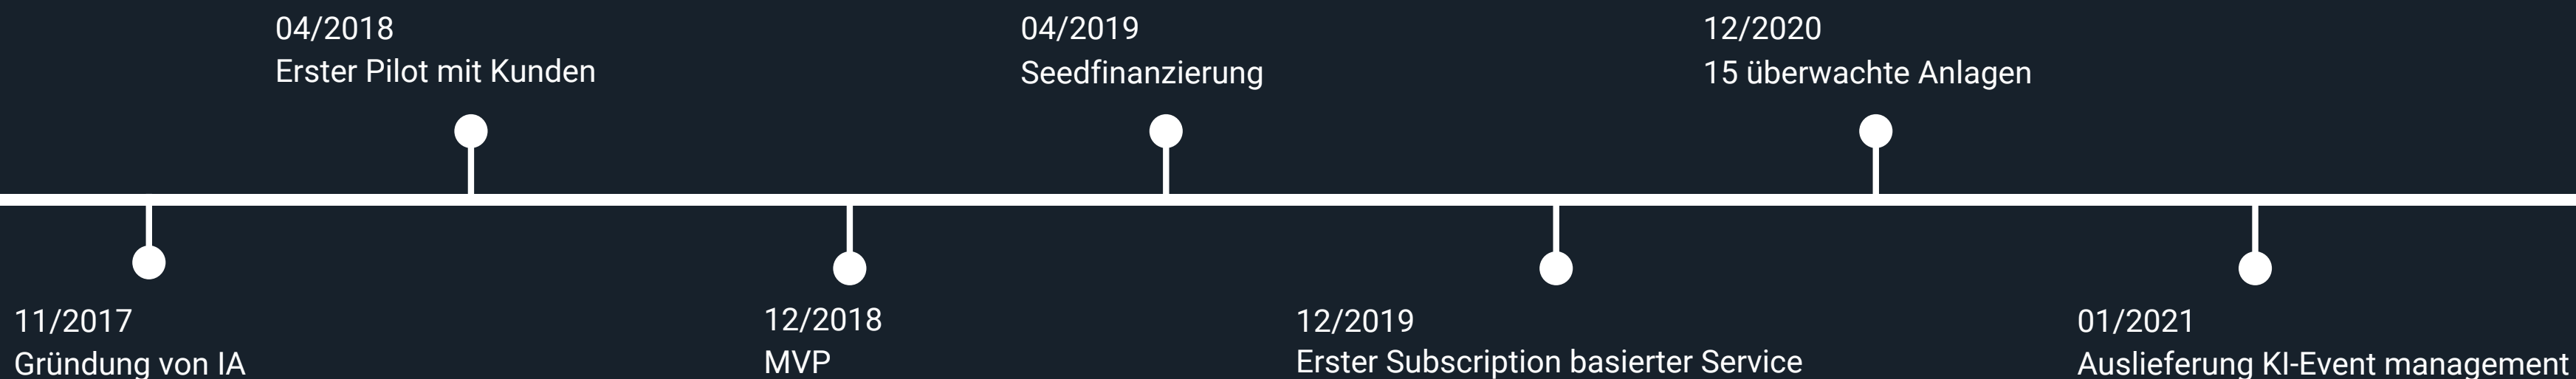 04/2018
Erster Pilot mit Kunden
04/2019
Seedfinanzierung
12/2020
15 überwachte Anlagen
11/2017
Gründung von IA
12/2018
MVP
12/2019
Erster Subscription basierter Service
01/2021
Auslieferung KI-Event management